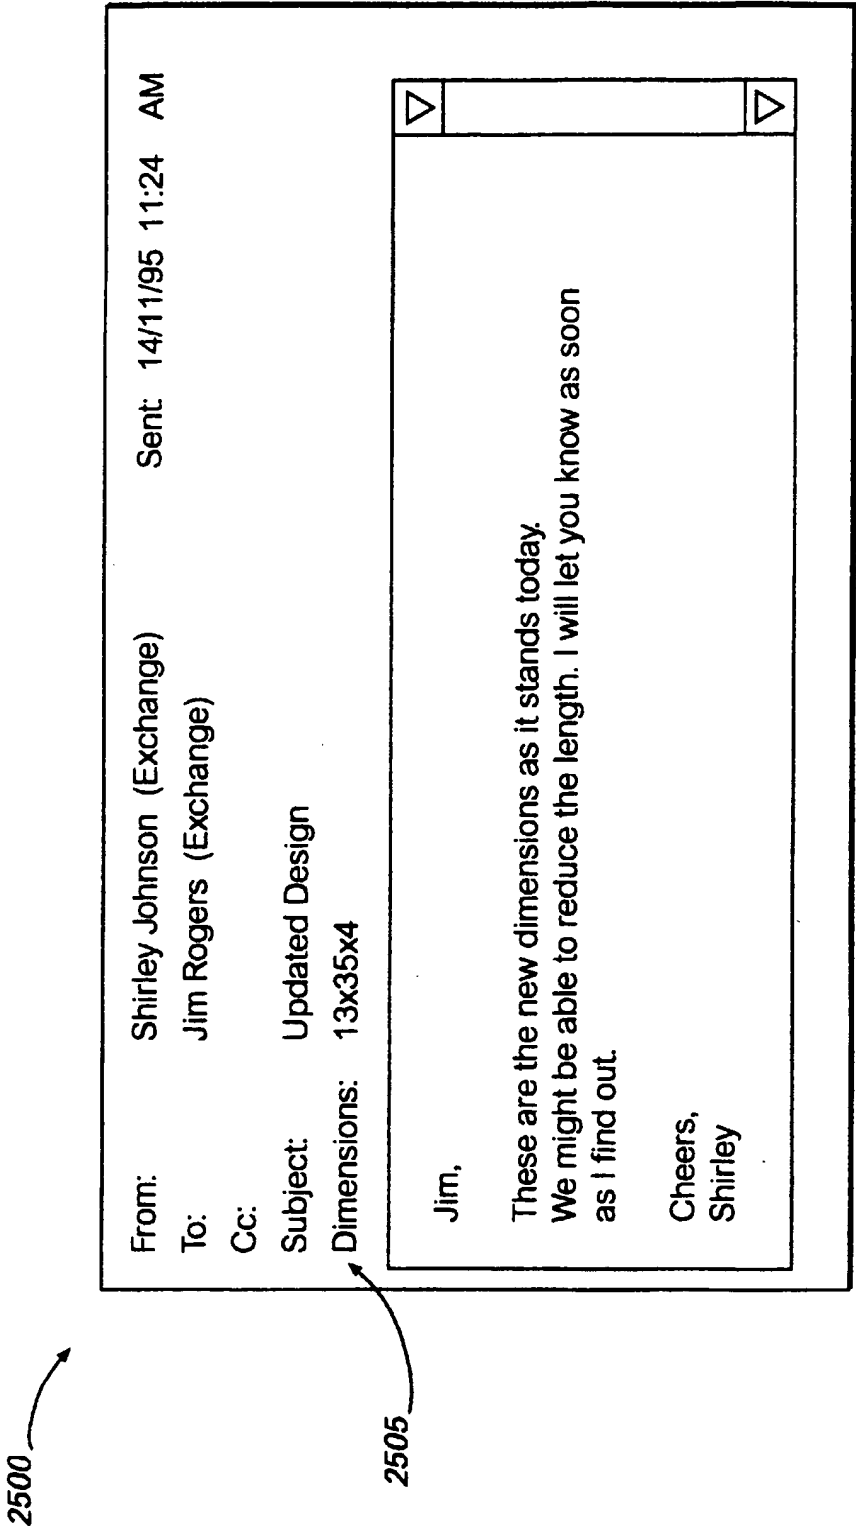 2500
From: Shirley Johnson (Exchange) Sent: 14/11/95 11:24 AM
To: Jim Rogers (Exchange)
Cc:
Subject: Updated Design
Dimensions: 13x35x4
2505
Jim,
These are the new dimensions as it stands today.
We might be able to reduce the length. I will let you know as soon
as I find out.
Cheers,
Shirley